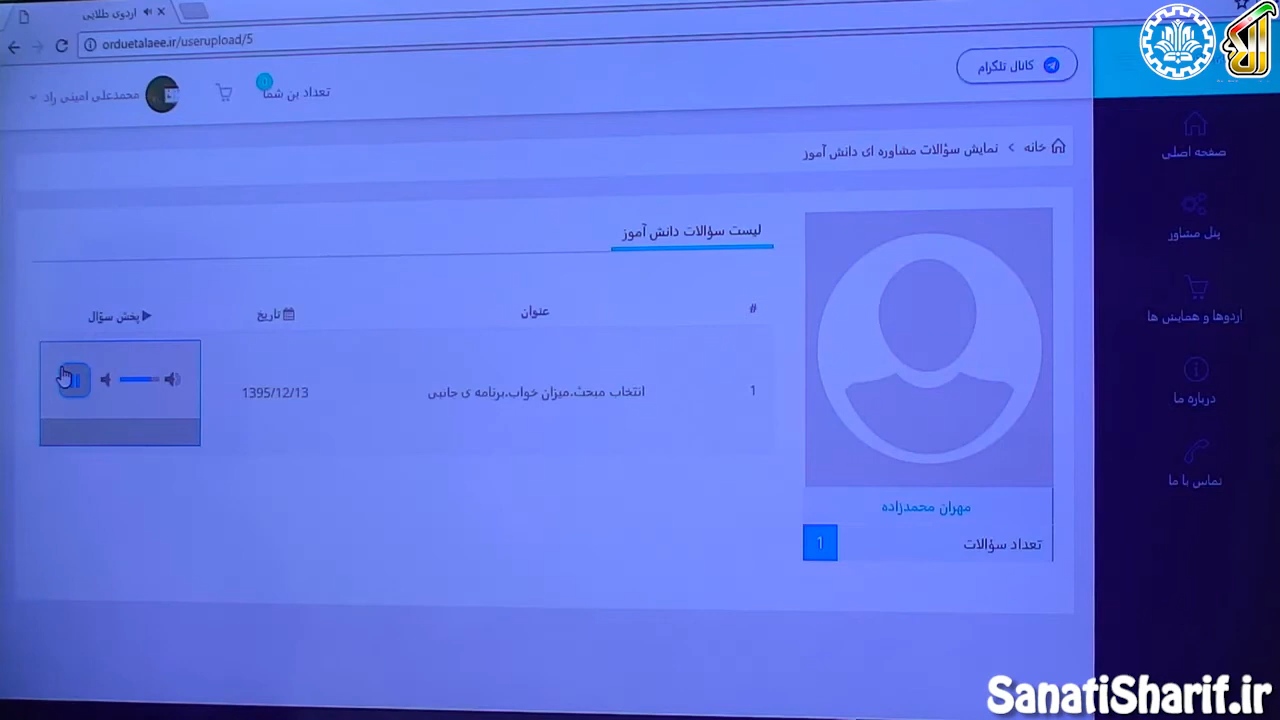 اردوی طلایی
orduetalaee.ir/userupload/5
کانال تلگرام
تعداد بن شما
محمدعلی امینی راد
صفحه اصلی
پنل مشاور
اردوها و همایش ها
درباره ما
تماس با ما
خانه > نمایش سؤالات مشاوره ای دانش آموز
لیست سؤالات دانش آموز
# عنوان تاریخ پخش سؤال
1 انتخاب مبحث.میزان خواب.برنامه ی جانبی 1395/12/13
مهران محمدزاده
تعداد سؤالات 1
SanatiSharif.ir